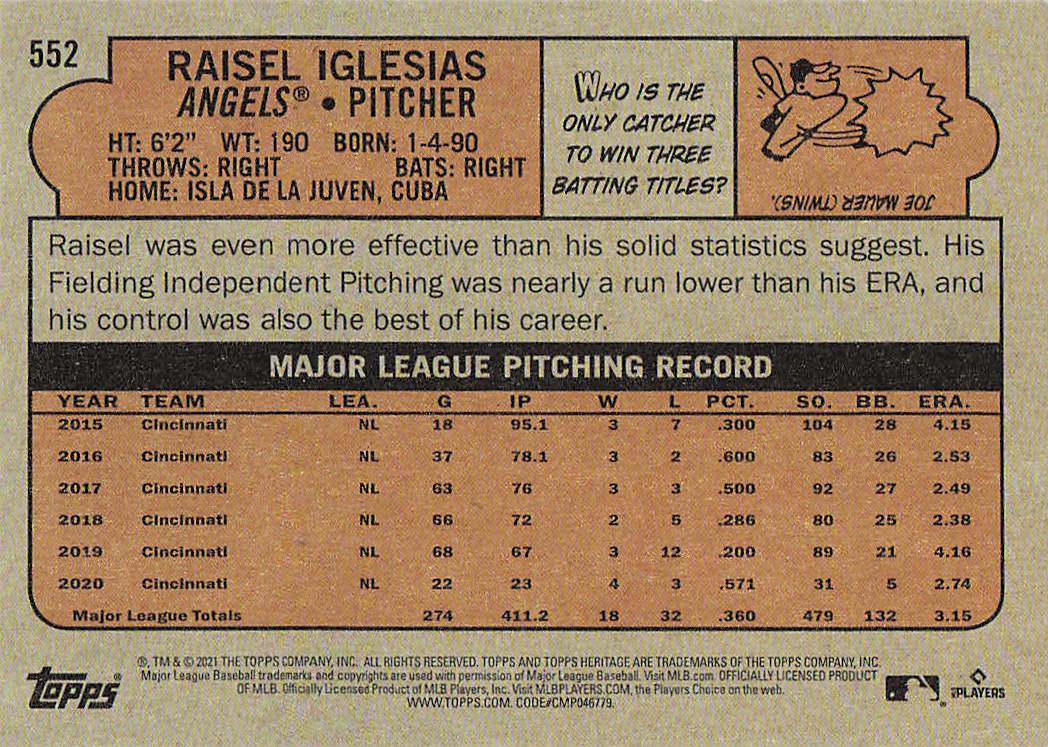 552
RAISEL IGLESIAS
ANGELS® • PITCHER
HT: 6'2" WT: 190 BORN: 1-4-90
THROWS: RIGHT BATS: RIGHT
HOME: ISLA DE LA JUVEN, CUBA
WHO IS THE
ONLY CATCHER
TO WIN THREE
BATTING TITLES?
JOE MAUER (TWINS).
Raisel was even more effective than his solid statistics suggest. His
Fielding Independent Pitching was nearly a run lower than his ERA, and
his control was also the best of his career.
MAJOR LEAGUE PITCHING RECORD
YEAR TEAM LEA. G IP W L PCT. SO. BB. ERA.
2015 Cincinnati NL 18 95.1 3 7 .300 104 28 4.15
2016 Cincinnati NL 37 78.1 3 2 .600 83 26 2.53
2017 Cincinnati NL 63 76 3 3 .500 92 27 2.49
2018 Cincinnati NL 66 72 2 5 .286 80 25 2.38
2019 Cincinnati NL 68 67 3 12 .200 89 21 4.16
2020 Cincinnati NL 22 23 4 3 .571 31 5 2.74
Major League Totals 274 411.2 18 32 .360 479 132 3.15
®, TM & © 2021 THE TOPPS COMPANY, INC. ALL RIGHTS RESERVED. TOPPS AND TOPPS HERITAGE ARE TRADEMARKS OF THE TOPPS COMPANY, INC.
Major League Baseball trademarks and copyrights are used with permission of Major League Baseball. Visit MLB.com. OFFICIALLY LICENSED PRODUCT
OF MLB. Officially Licensed Product of MLB Players, Inc. Visit MLBPLAYERS.COM, the Players Choice on the web.
WWW.TOPPS.COM. CODE#CMP046779.
Topps®
MLBPLAYERS